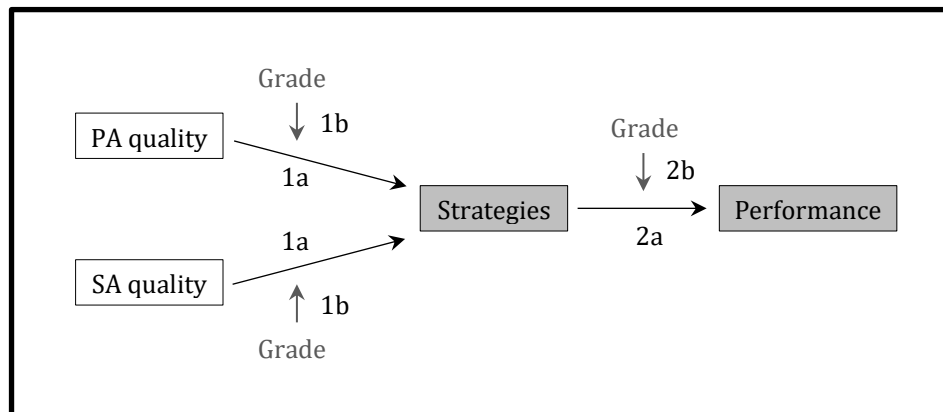 Grade
1b
PA quality
1a
Grade
2b
Strategies
Performance
2a
1a
SA quality
1b
Grade